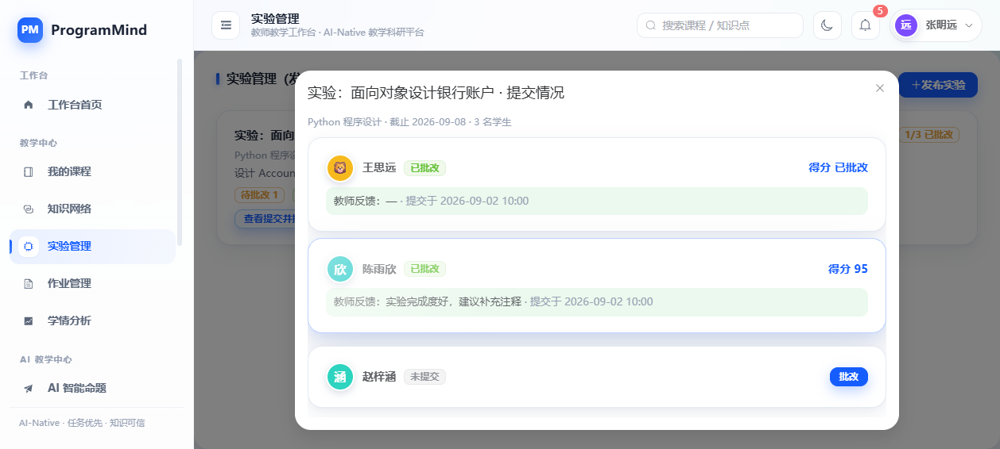 PM ProgramMind
工作台
工作台首页
教学中心
我的课程
知识网络
实验管理
作业管理
学情分析
AI 教学中心
AI 智能命题
AI-Native · 任务优先 · 知识可信
实验管理
教师教学工作台 · AI-Native 教学科研平台
搜索课程 / 知识点
5
远 张明远
实验管理（发
+发布实验
实验：面向
Python 程序设
设计 Accoun
待批改 1
查看提交并批
1/3 已批改
实验：面向对象设计银行账户 · 提交情况
Python 程序设计 · 截止 2026-09-08 · 3 名学生
王思远 已批改 得分 已批改
教师反馈：— · 提交于 2026-09-02 10:00
欣 陈雨欣 已批改 得分 95
教师反馈：实验完成度好，建议补充注释 · 提交于 2026-09-02 10:00
涵 赵梓涵 未提交 批改